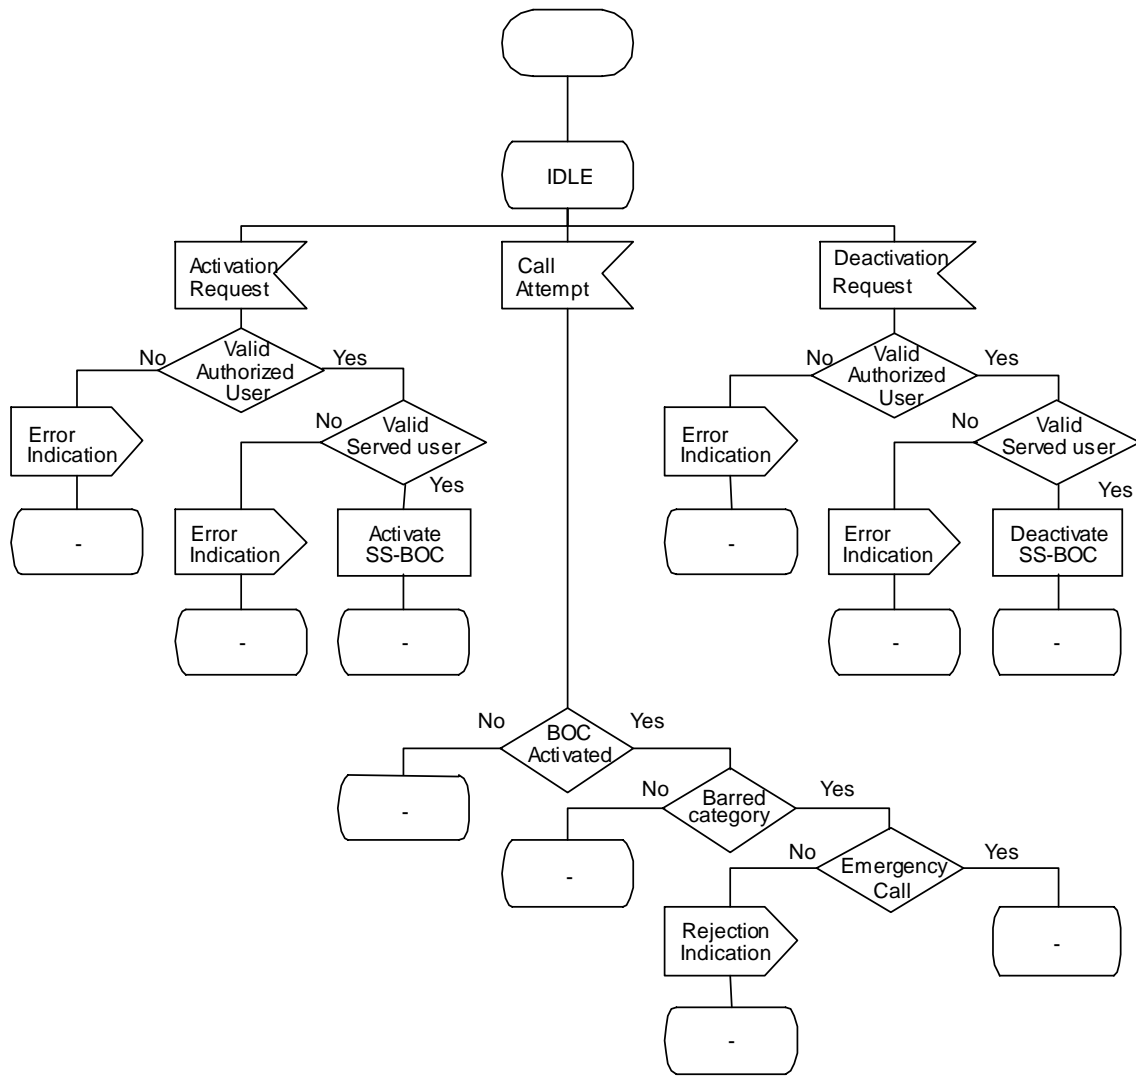 IDLE
Activation
Request
Call
Attempt
Deactivation
Request
No
Valid
Authorized
User
Yes
No
Valid
Authorized
User
Yes
Error
Indication
No
Valid
Served user
Yes
Error
Indication
No
Valid
Served user
Yes
-
Error
Indication
Activate
SS-BOC
-
Error
Indication
Deactivate
SS-BOC
-
-
-
-
No
BOC
Activated
Yes
-
No
Barred
category
Yes
-
No
Emergency
Call
Yes
Rejection
Indication
-
-